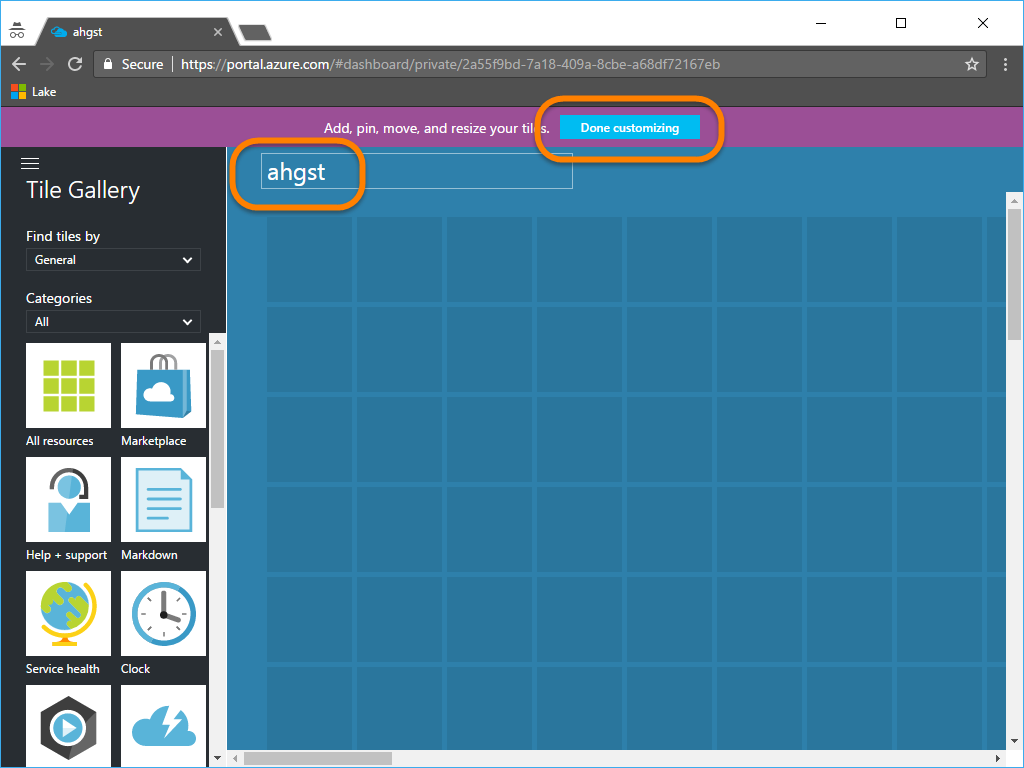 ahgst
Secure
https://portal.azure.com/#dashboard/private/2a55f9bd-7a18-409a-8cbe-a68df72167eb
Lake
Add, pin, move, and resize your tiles.
Done customizing
Tile Gallery
ahgst
Find tiles by
General
Categories
All
All resources
Marketplace
Help + support
Markdown
Service health
Clock